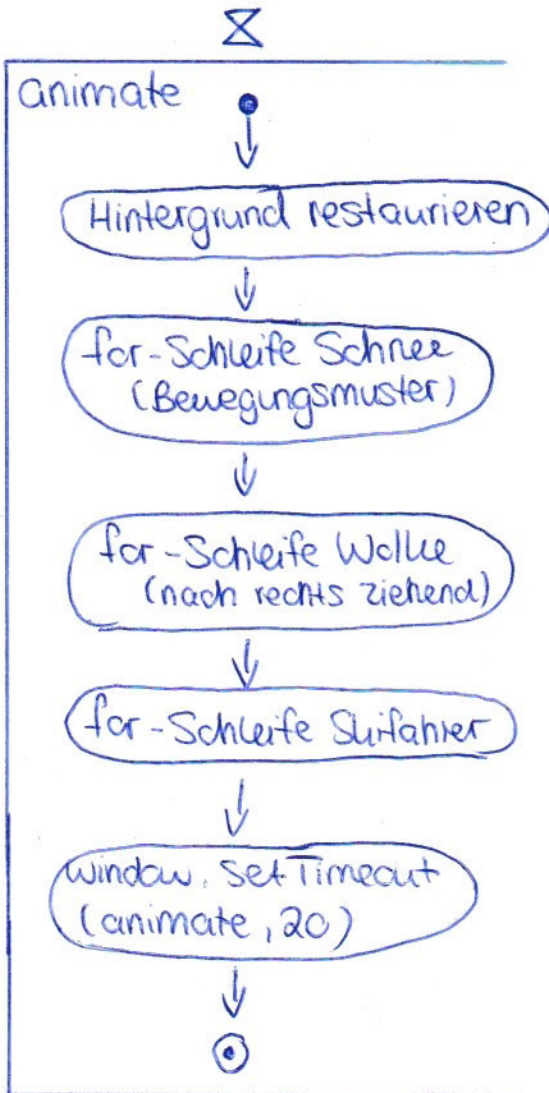 animate
Hintergrund restaurieren
for-Schleife Schnee
(Bewegungsmuster)
for-Schleife Wolke
(nach rechts ziehend)
for-Schleife Skifahrer
window.setTimeout
(animate, 20)